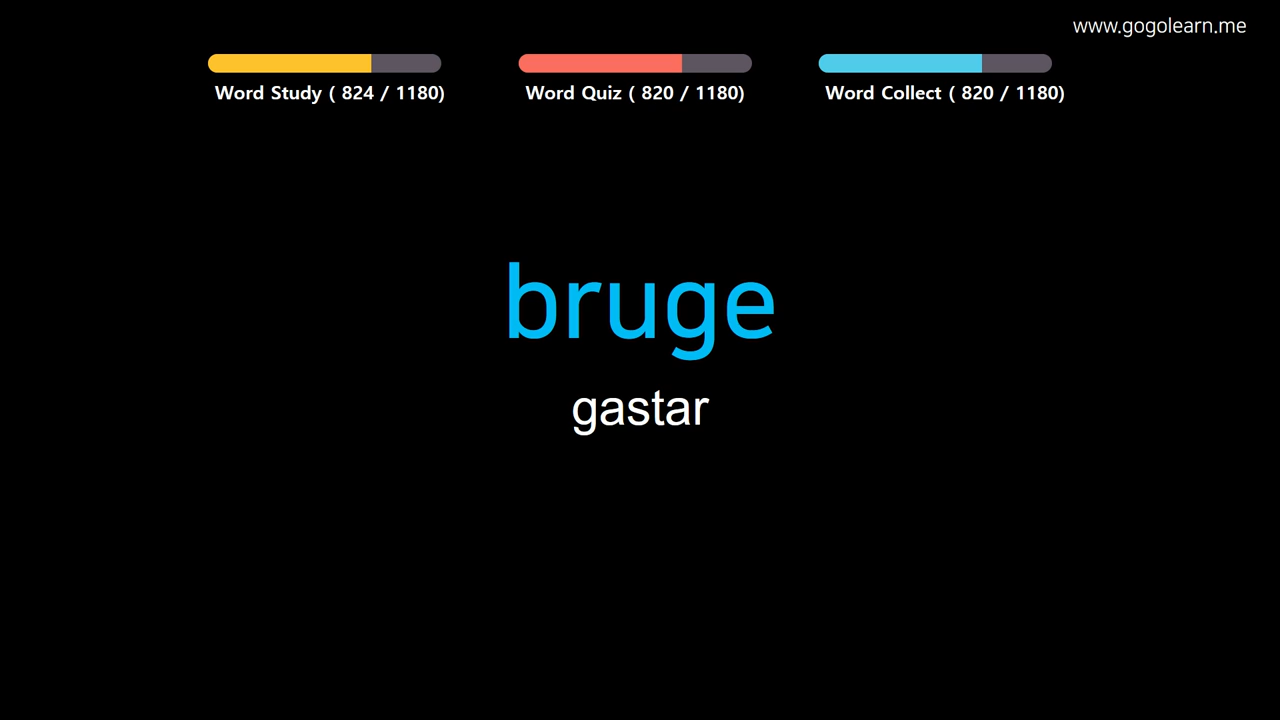 www.gogolearn.me
Word Study ( 824 / 1180)
Word Quiz ( 820 / 1180)
Word Collect ( 820 / 1180)
bruge
gastar